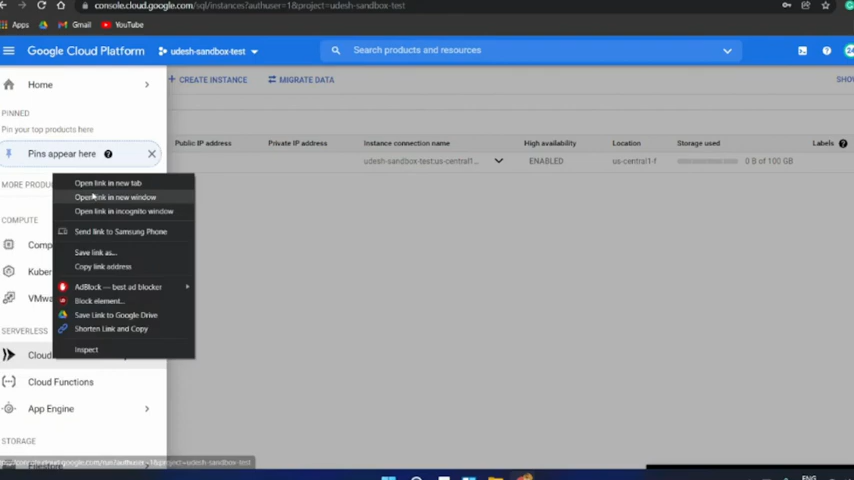 console.cloud.google.com/sql/instances?authuser=1&project=udesh-sandbox-test
Apps Gmail YouTube
Google Cloud Platform udesh-sandbox-test Search products and resources
Home
CREATE INSTANCE MIGRATE DATA SHO
PINNED
Pin your top products here
Pins appear here
Public IP address Private IP address Instance connection name High availability Location Storage used Labels
udesh-sandbox-test:us-central1... ENABLED us-central1-f 0 B of 100 GB
MORE PRODU
Open link in new tab
Open link in new window
Open link in incognito window
COMPUTE
Send link to Samsung Phone
Comp
Save link as...
Copy link address
Kuber
AdBlock — best ad blocker
VMwa
Block element...
Save Link to Google Drive
Shorten Link and Copy
SERVERLESS
Inspect
Cloud
Cloud Functions
App Engine
STORAGE
ENG